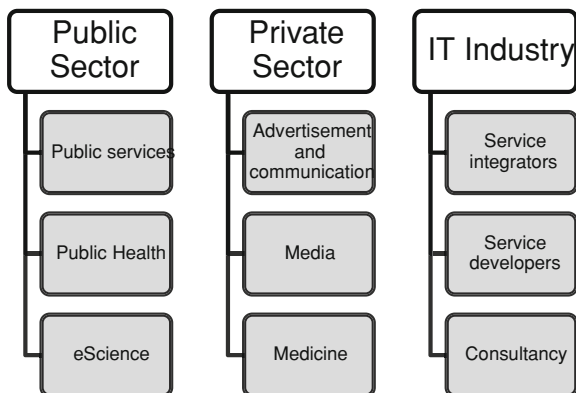 Public
Sector
Public services
Public Health
eScience
Private
Sector
Advertisement
and
communication
Media
Medicine
IT Industry
Service
integrators
Service
developers
Consultancy